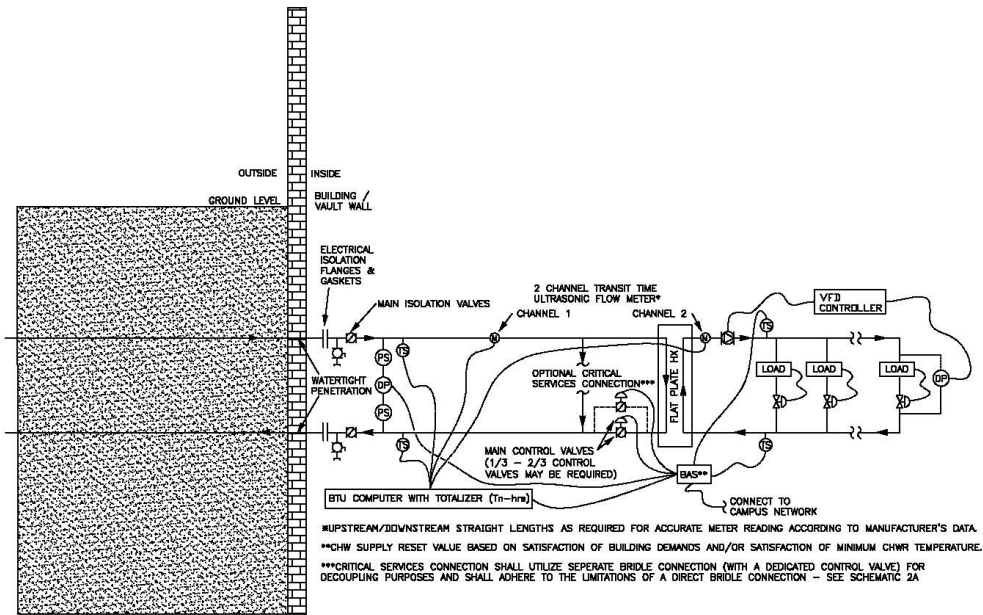 OUTSIDE
INSIDE
GROUND LEVEL
BUILDING /
VAULT WALL
ELECTRICAL
ISOLATION
FLANGES &
GASKETS
MAIN ISOLATION VALVES
2 CHANNEL TRANSIT TIME
ULTRASONIC FLOW METER*
CHANNEL 1
CHANNEL 2
VFD
CONTROLLER
M
M
TS
PS
TS
DP
PS
TS
WATERTIGHT
PENETRATION
OPTIONAL CRITICAL
SERVICES CONNECTION***
FLAT PLATE HX
LOAD
LOAD
LOAD
DP
TS
MAIN CONTROL VALVES
(1/3 - 2/3 CONTROL
VALVES MAY BE REQUIRED)
BAS**
BTU COMPUTER WITH TOTALIZER (Tn-hrs)
CONNECT TO
CAMPUS NETWORK
*UPSTREAM/DOWNSTREAM STRAIGHT LENGTHS AS REQUIRED FOR ACCURATE METER READING ACCORDING TO MANUFACTURER'S DATA.
**CHW SUPPLY RESET VALUE BASED ON SATISFACTION OF BUILDING DEMANDS AND/OR SATISFACTION OF MINIMUM CHWR TEMPERATURE.
***CRITICAL SERVICES CONNECTION SHALL UTILIZE SEPERATE BRIDLE CONNECTION (WITH A DEDICATED CONTROL VALVE) FOR
DECOUPLING PURPOSES AND SHALL ADHERE TO THE LIMITATIONS OF A DIRECT BRIDLE CONNECTION - SEE SCHEMATIC 2A